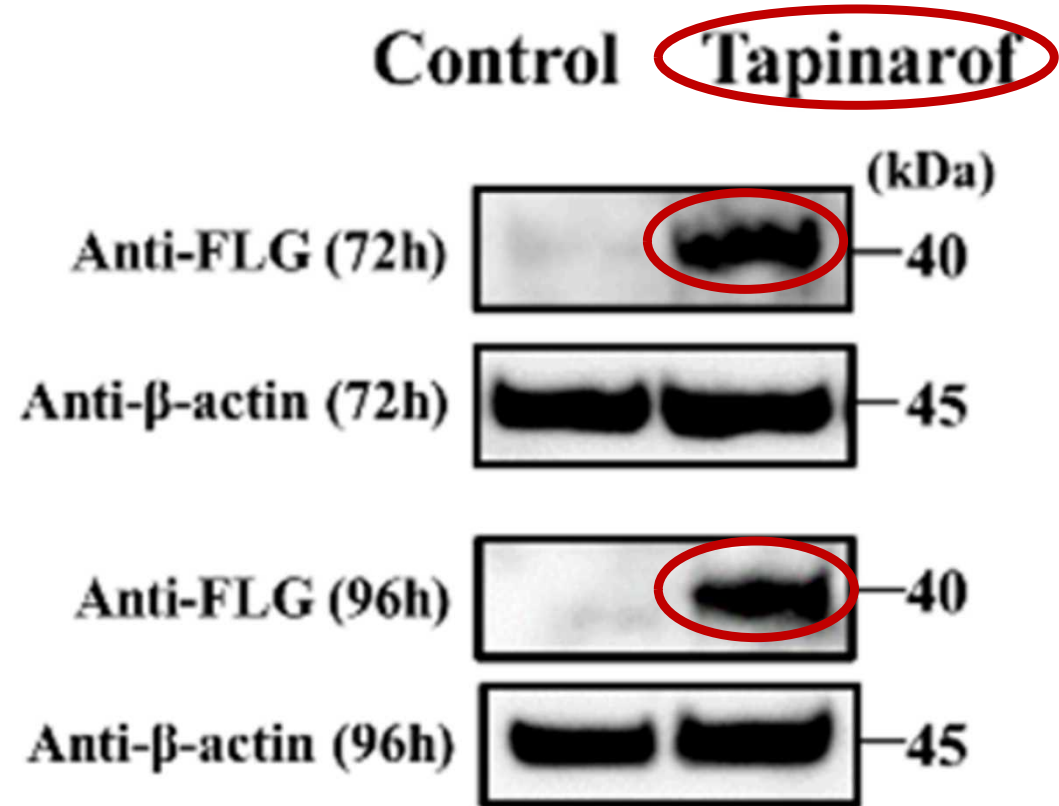 Control Tapinarof
(kDa)
Anti-FLG (72h) 40
Anti-β-actin (72h) 45
Anti-FLG (96h) 40
Anti-β-actin (96h) 45